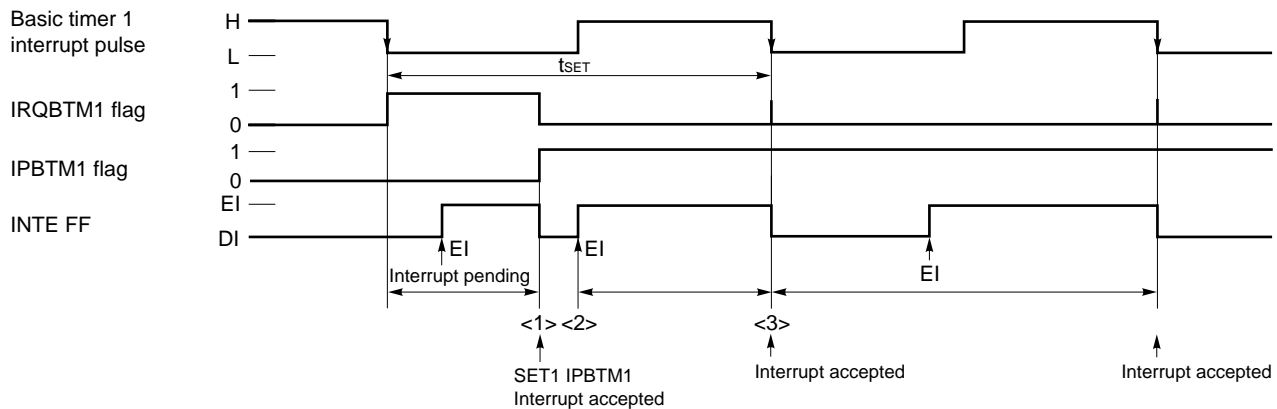 Basic timer 1
interrupt pulse
H
L
tSET
IRQBTM1 flag
1
0
IPBTM1 flag
1
0
INTE FF
EI
DI
EI
EI
EI
Interrupt pending
<1> <2> <3>
SET1 IPBTM1
Interrupt accepted
Interrupt accepted
Interrupt accepted